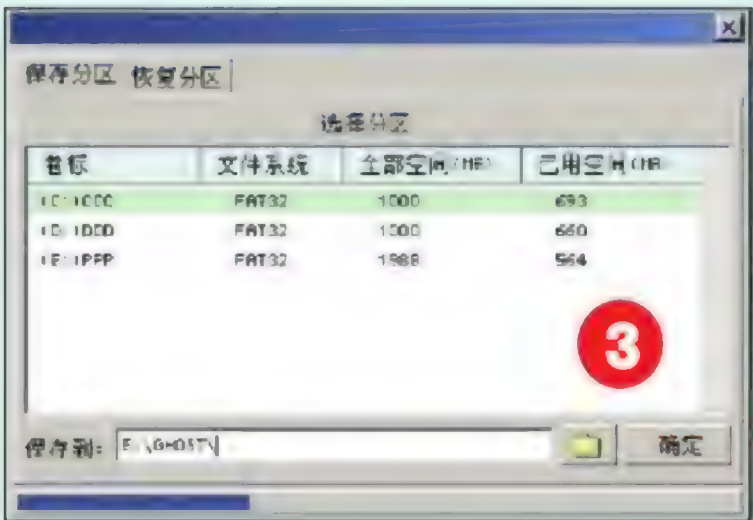 保存分区 恢复分区
选择分区
卷标 文件系统 全部空间(MB) 已用空间(MB
(C:)CCC FAT32 1000 693
(D:)DDD FAT32 1000 660
(E:) FAT32 1988 564
3
保存到: E:\GHOST\ 确定